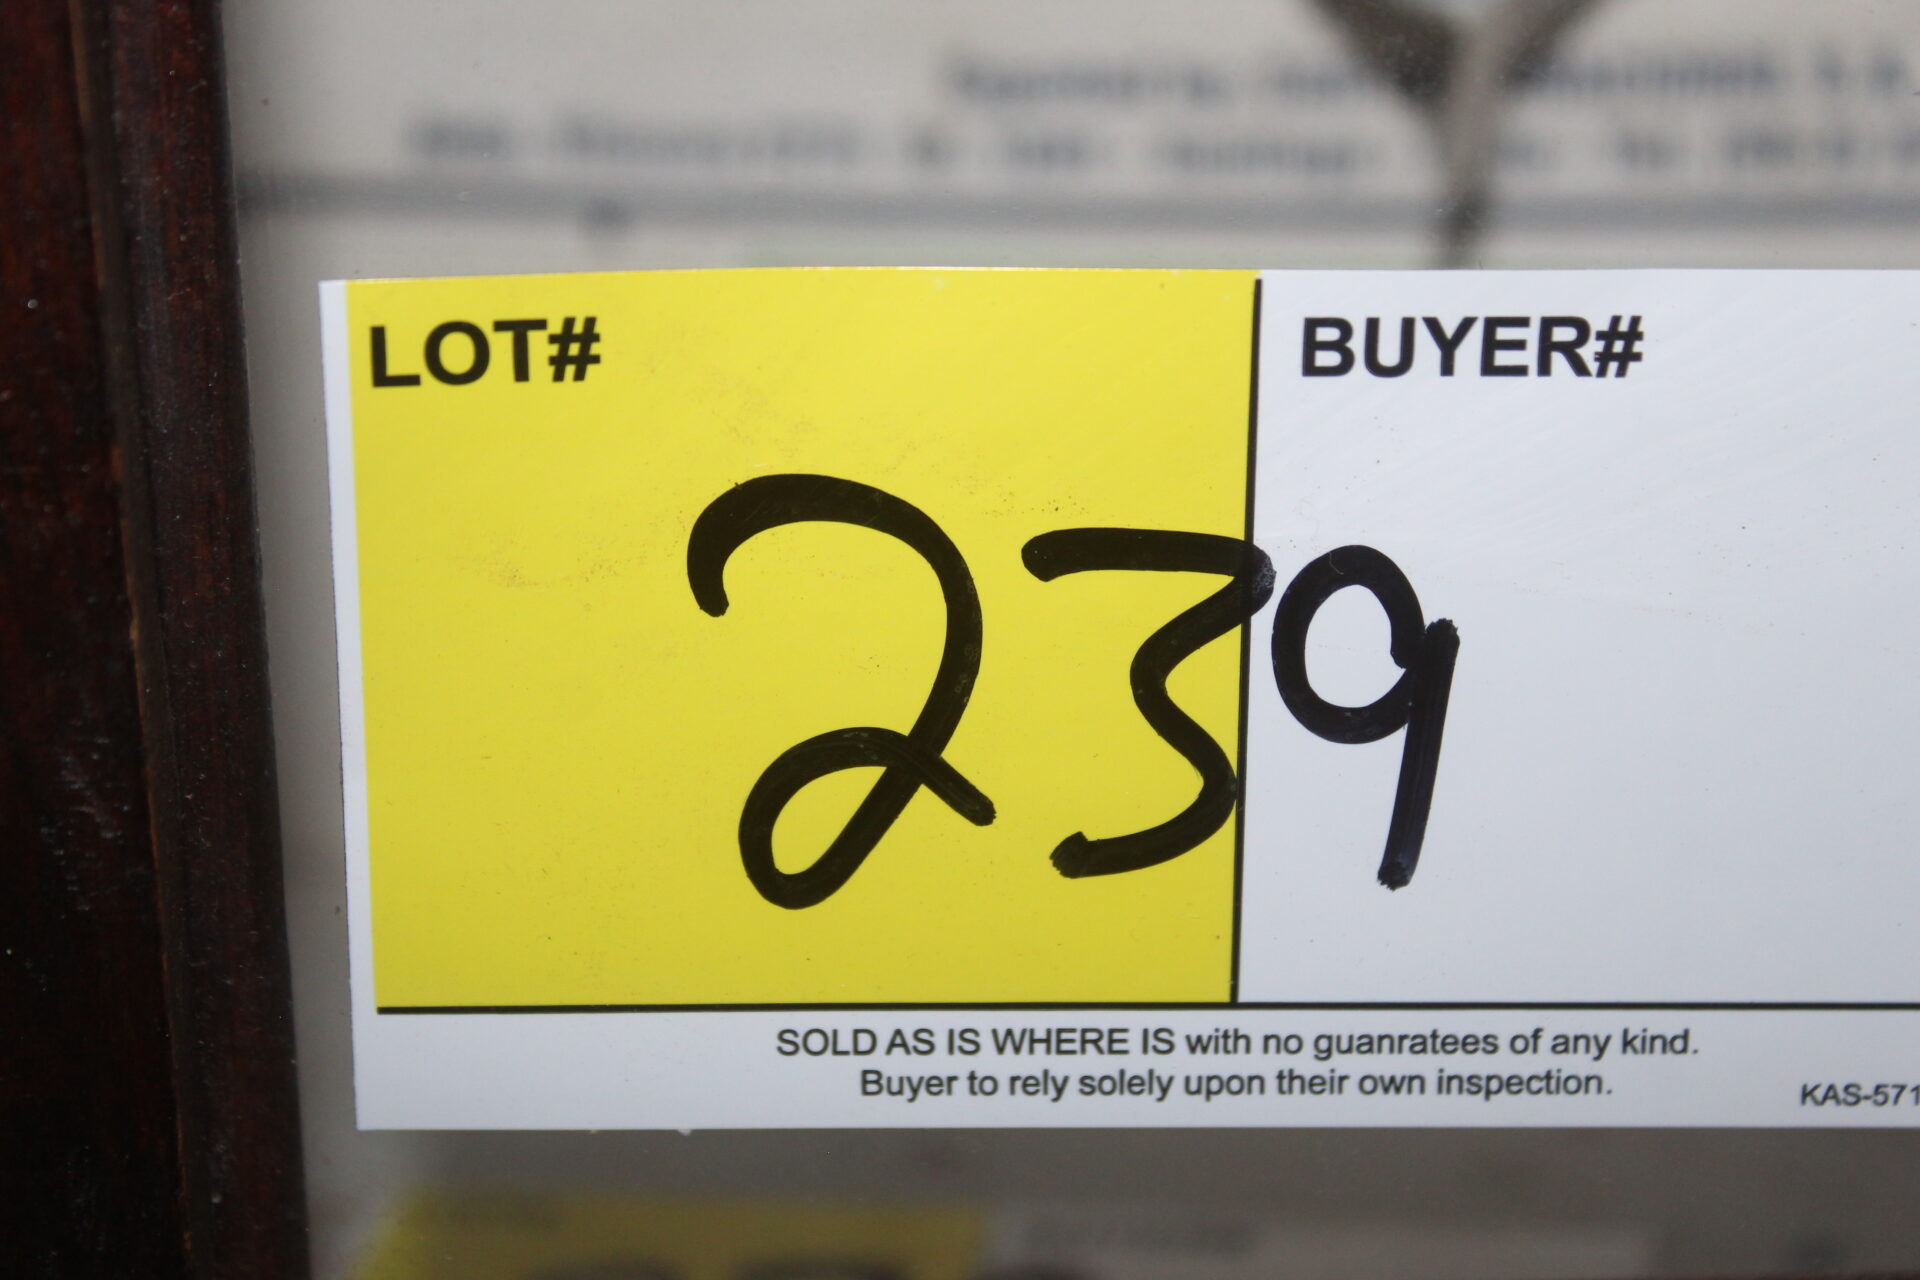 LOT# BUYER#
239
SOLD AS IS WHERE IS with no guanratees of any kind.
Buyer to rely solely upon their own inspection.
KAS-571